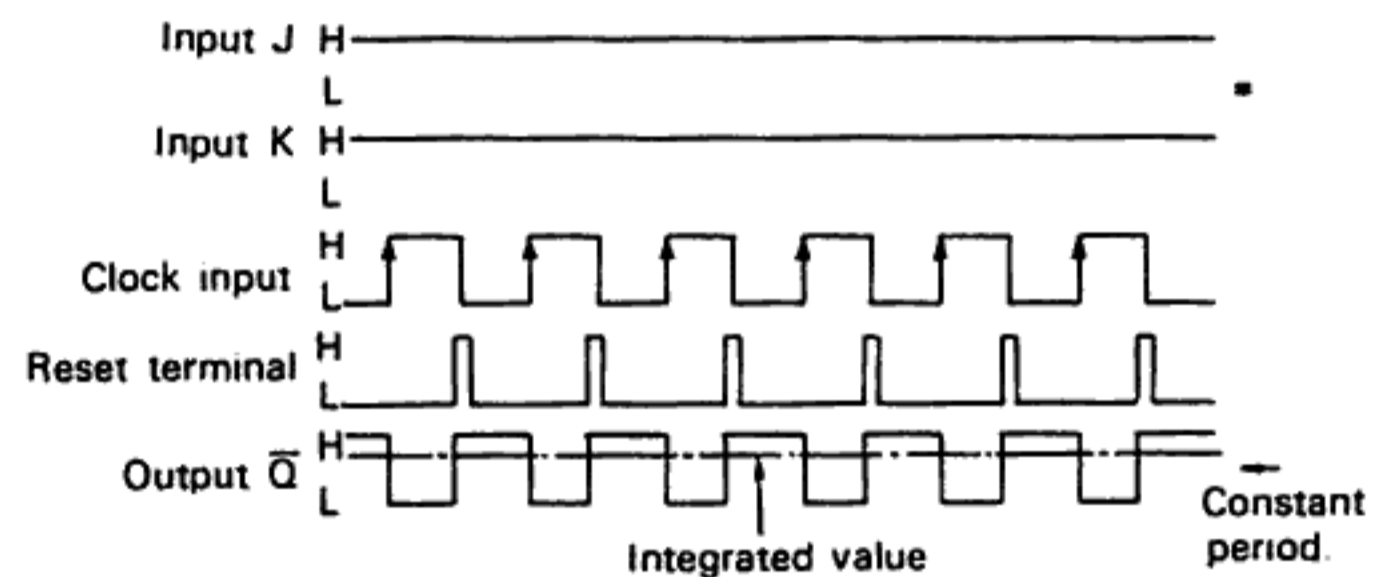 Input J H
L
Input K H
L
H
Clock input
L
H
Reset terminal
L
H
Output Q̅
L
Constant
period.
Integrated value